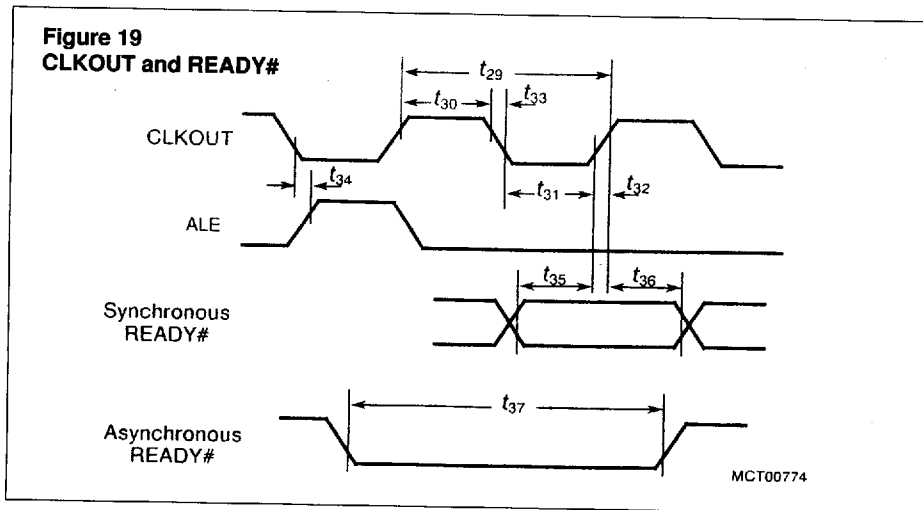 Figure 19
CLKOUT and READY#
t29
t30
t33
CLKOUT
t34
t31
t32
ALE
t35
t36
Synchronous
READY#
t37
Asynchronous
READY#
MCT00774